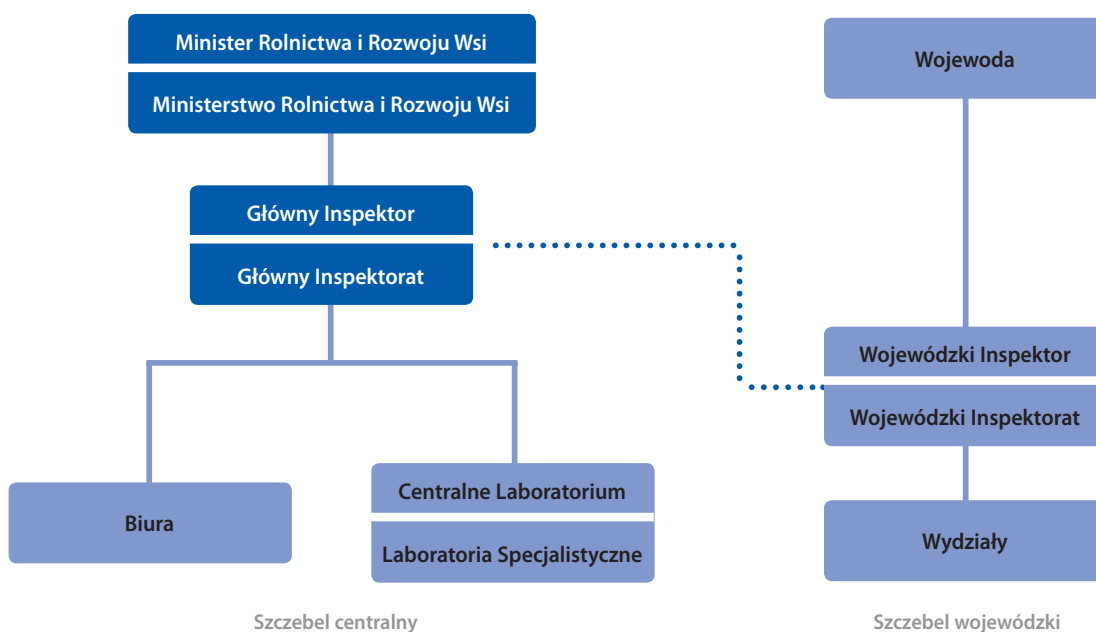 Minister Rolnictwa i Rozwoju Wsi
Ministerstwo Rolnictwa i Rozwoju Wsi
Główny Inspektor
Główny Inspektorat
Biura
Centralne Laboratorium
Laboratoria Specjalistyczne
Szczebel centralny
Wojewoda
Wojewódzki Inspektor
Wojewódzki Inspektorat
Wydziały
Szczebel wojewódzki